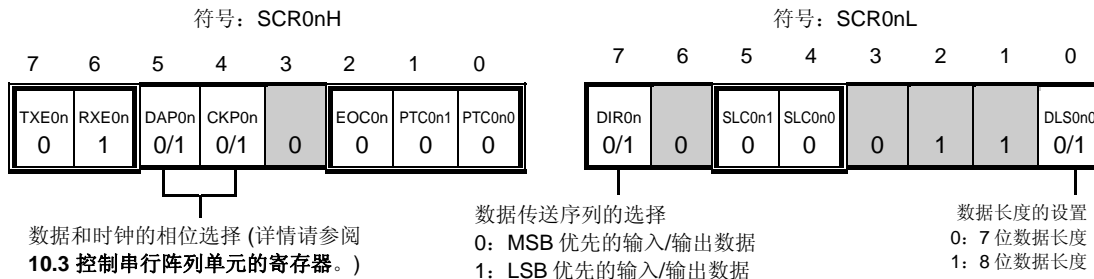 符号：SCR0nH
7 6 5 4 3 2 1 0
TXE0n RXE0n DAP0n CKP0n EOC0n PTC0n1 PTC0n0
0 1 0/1 0/1 0 0 0 0
数据和时钟的相位选择 (详情请参阅
10.3 控制串行阵列单元的寄存器。)
符号：SCR0nL
7 6 5 4 3 2 1 0
DIR0n SLC0n1 SLC0n0 DLS0n0
0/1 0 0 0 0 1 1 0/1
数据传送序列的选择
0：MSB 优先的输入/输出数据
1：LSB 优先的输入/输出数据
数据长度的设置
0：7 位数据长度
1：8 位数据长度